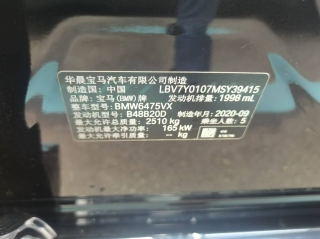 华晨宝马汽车有限公司制造
制造国：中国 LBV7Y0107MSY39415
品牌：宝马(BMW)牌 发动机排量：1998 mL
整车型号：BMW6475VX
发动机型号：B48B20D 制造年月：2020-09
最大允许总质量：2510 kg 乘坐人数：5
发动机最大净功率：165 kW
最大允许牵引质量：-- kg